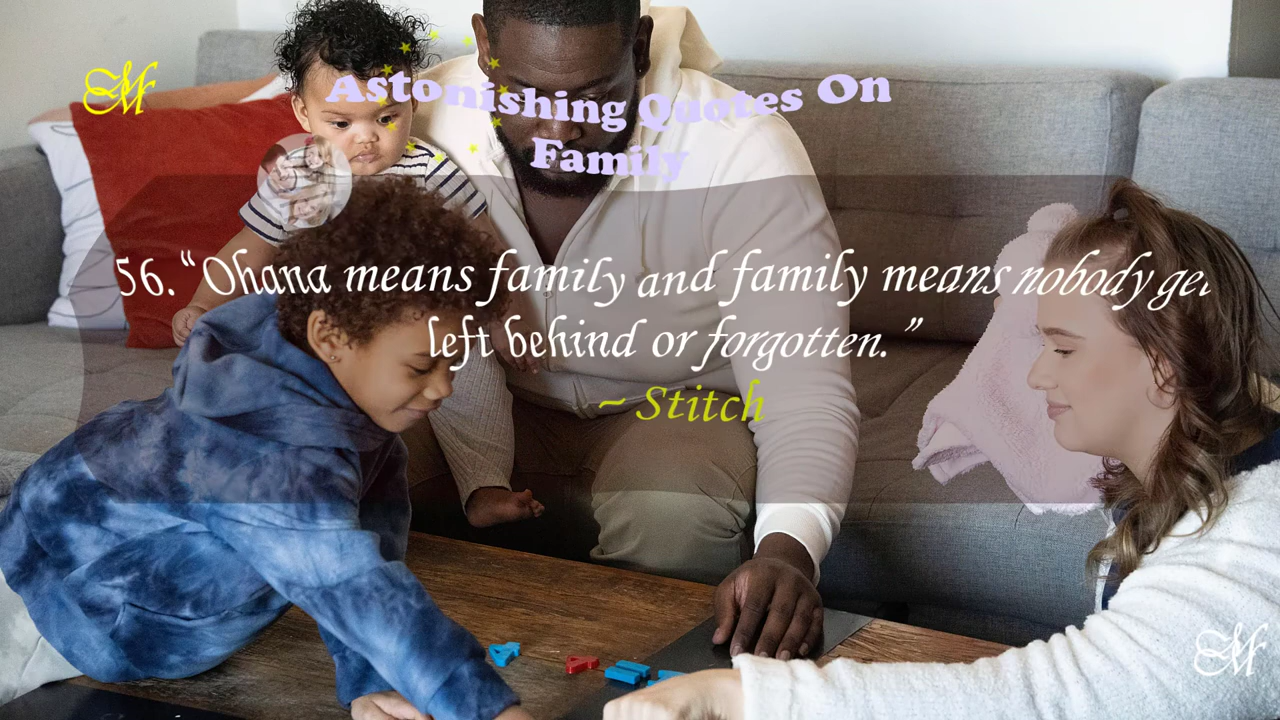 Astonishing Quotes On
Family
56. “Ohana means family and family means nobody
left behind or forgotten.”
~ Stitch